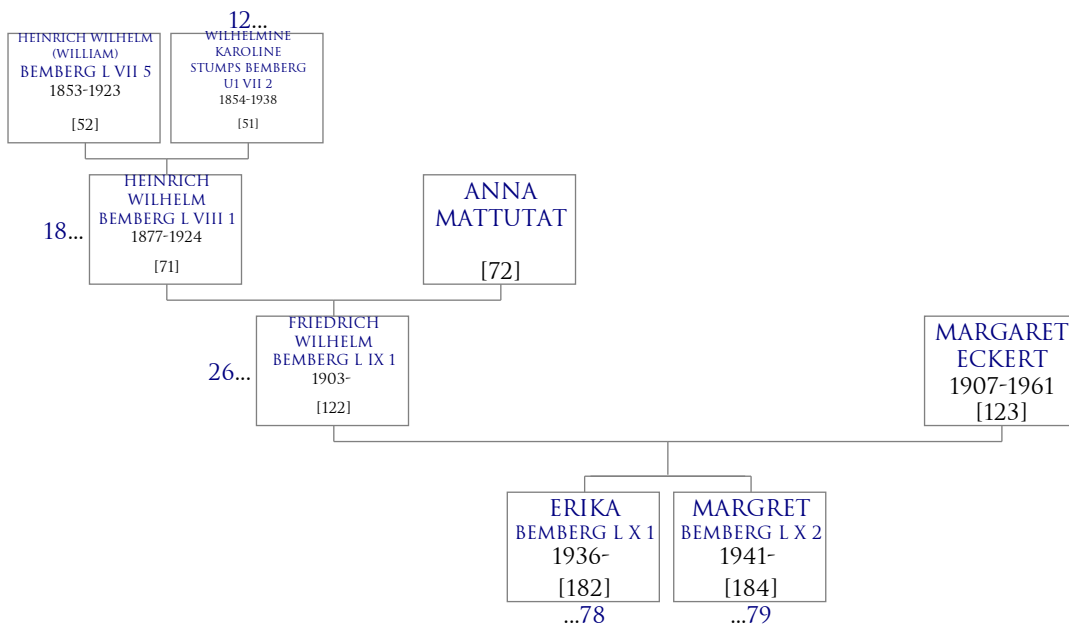 12...
HEINRICH WILHELM
(WILLIAM)
BEMBERG L VII 5
1853-1923
[52]
WILHELMINE
KAROLINE
STUMPS BEMBERG
U1 VII 2
1854-1938
[51]
18...
HEINRICH
WILHELM
BEMBERG L VIII 1
1877-1924
[71]
ANNA
MATTUTAT
[72]
26...
FRIEDRICH
WILHELM
BEMBERG L IX 1
1903-
[122]
MARGARET
ECKERT
1907-1961
[123]
ERIKA
BEMBERG L X 1
1936-
[182]
...78
MARGRET
BEMBERG L X 2
1941-
[184]
...79